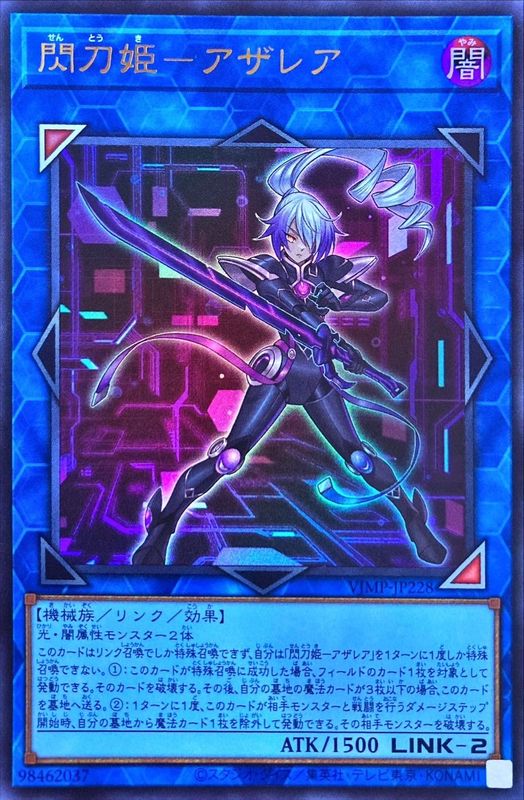 閃刀姫－アザレア
闇
VJMP-JP228
【機械族／リンク／効果】
光・闇属性モンスター２体
このカードはリンク召喚でしか特殊召喚できず、自分は「閃刀姫－アザレア」を１ターンに１度しか特殊
召喚できない。①：このカードが特殊召喚に成功した場合、フィールドのカード１枚を対象として
発動できる。そのカードを破壊する。その後、自分の墓地の魔法カードが３枚以下の場合、このカード
を墓地へ送る。②：１ターンに１度、このカードが相手モンスターと戦闘を行うダメージステップ
開始時、自分の墓地から魔法カード１枚を除外して発動できる。その相手モンスターを破壊する。
ATK/1500 LINK-2
98462037
©スタジオ・ダイス/集英社・テレビ東京・KONAMI